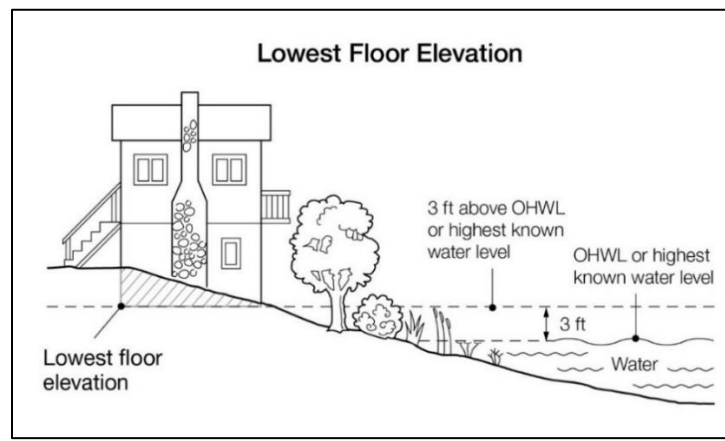 Lowest Floor Elevation
3 ft above OHWL
or highest known
water level
OHWL or highest
known water level
3 ft
Water
Lowest floor
elevation